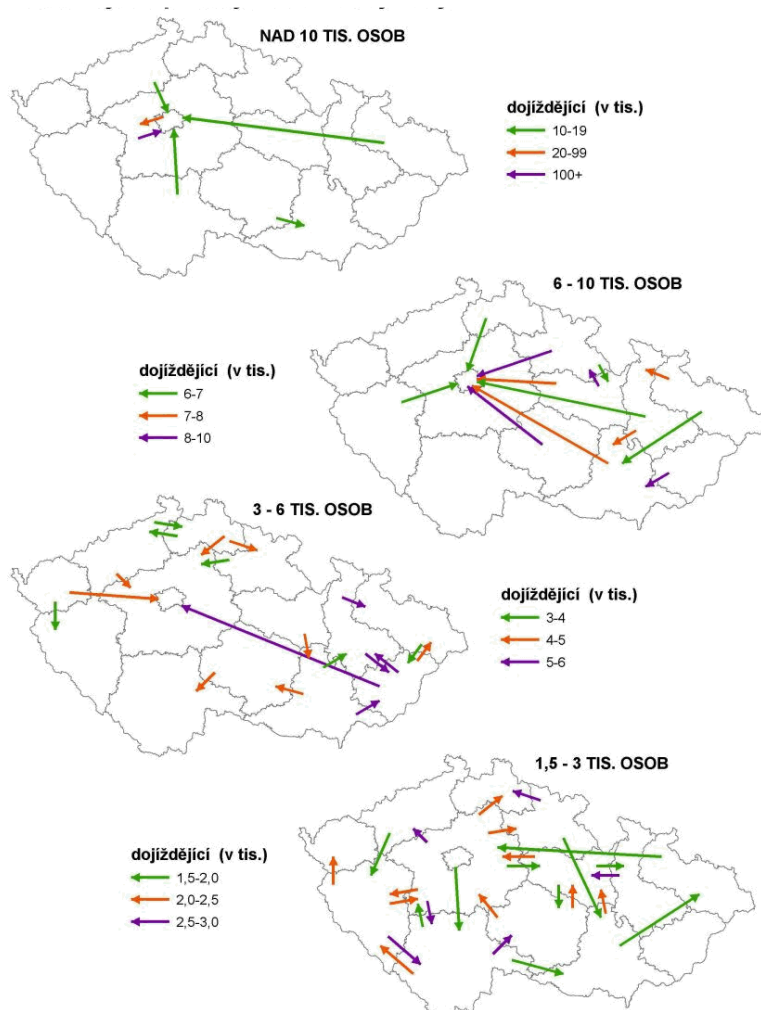 NAD 10 TIS. OSOB
dojíždějící (v tis.)
10-19
20-99
100+
6 - 10 TIS. OSOB
dojíždějící (v tis.)
6-7
7-8
8-10
3 - 6 TIS. OSOB
dojíždějící (v tis.)
3-4
4-5
5-6
1,5 - 3 TIS. OSOB
dojíždějící (v tis.)
1,5-2,0
2,0-2,5
2,5-3,0